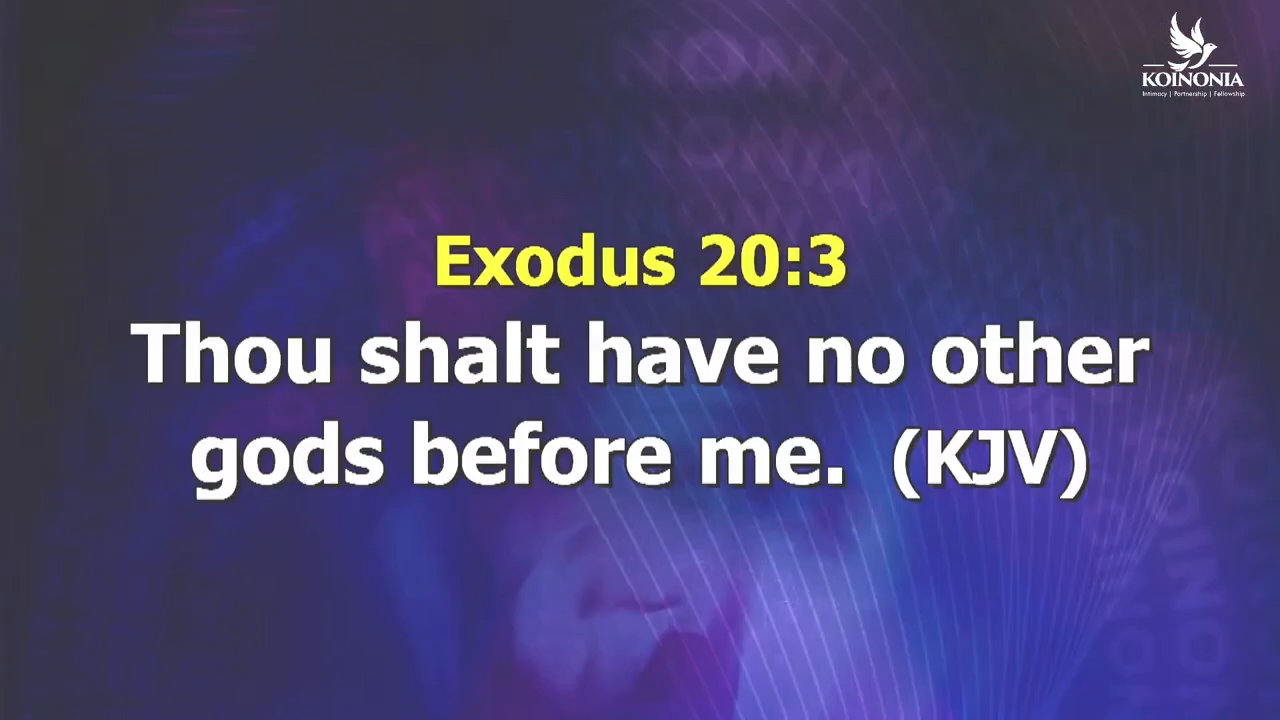 KOINONIA
Intimacy | Partnership | Fellowship
Exodus 20:3
Thou shalt have no other
gods before me. (KJV)